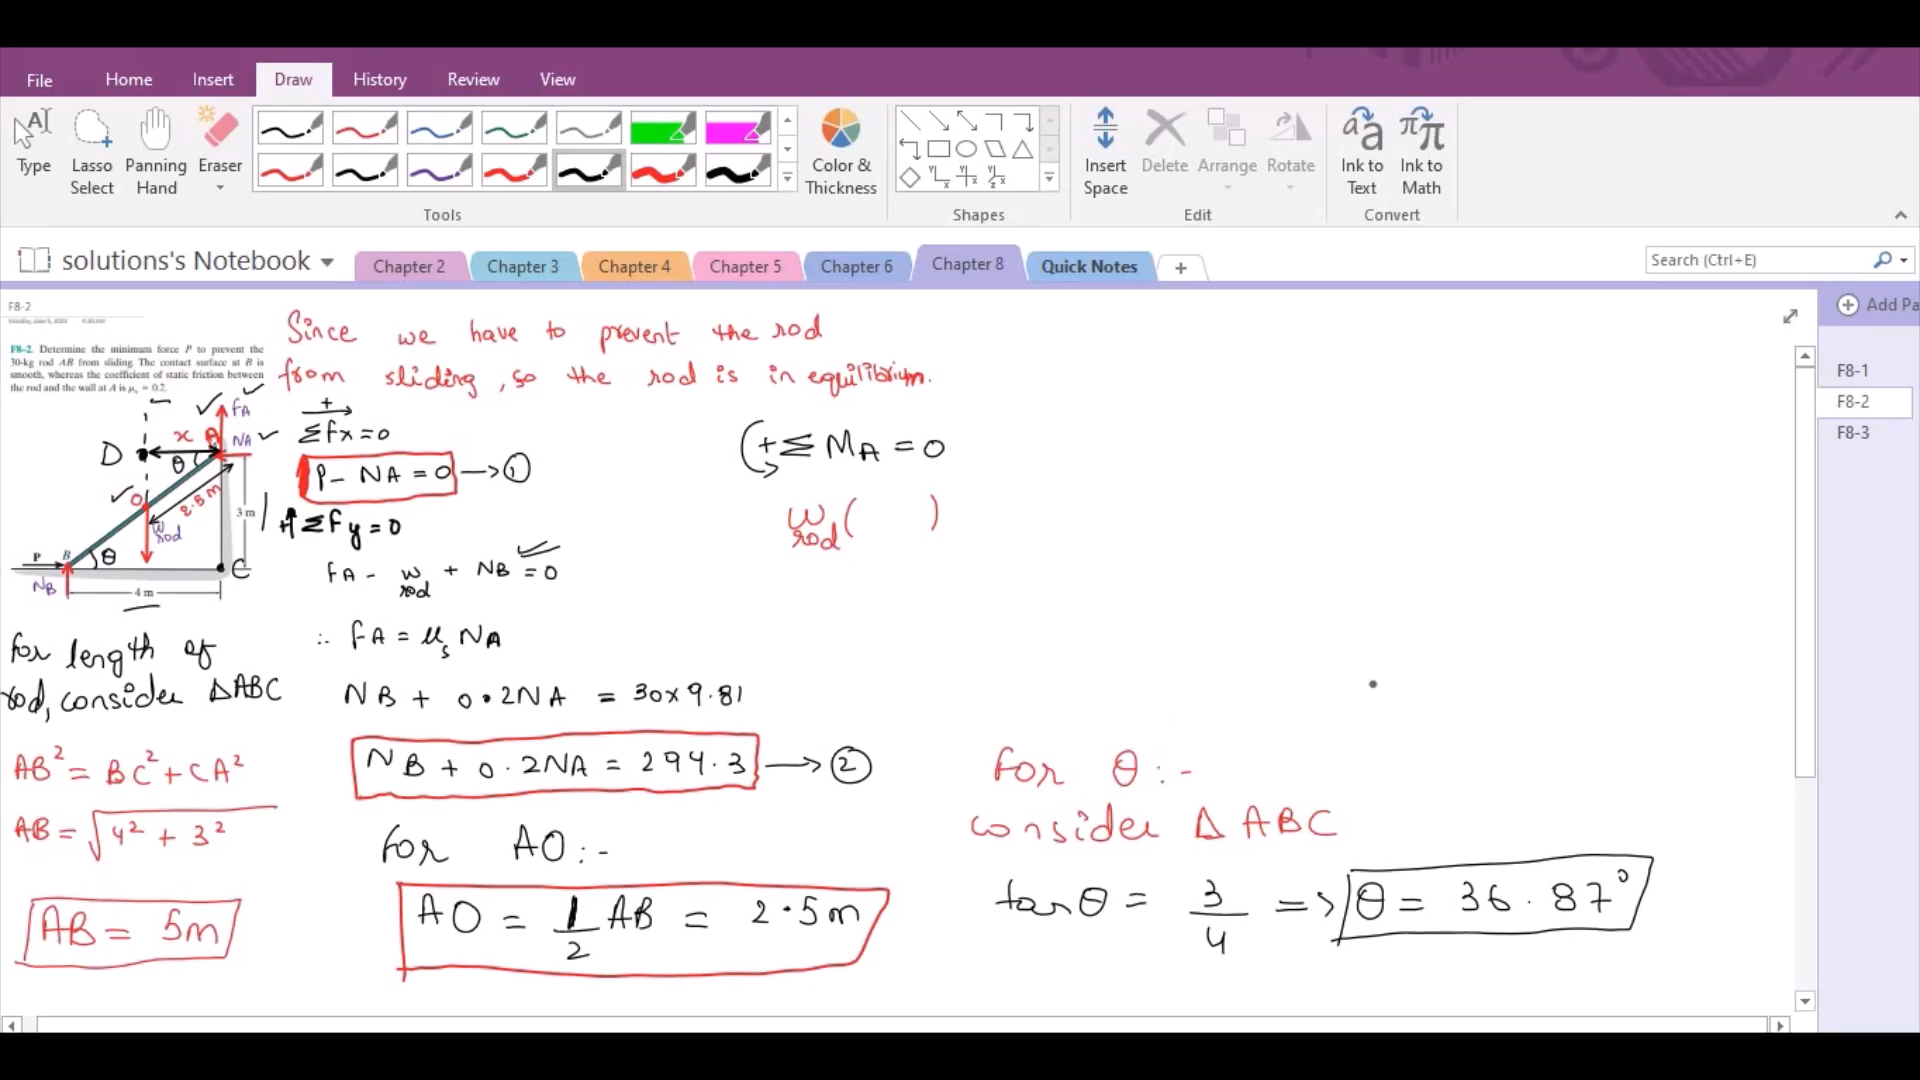 File Home Insert Draw History Review View
Type
Lasso Select
Panning Hand
Eraser
Color & Thickness
Insert Space
Delete
Arrange
Rotate
Ink to Text
Ink to Math
Tools
Shapes
Edit
Convert
solutions's Notebook
Chapter 2
Chapter 3
Chapter 4
Chapter 5
Chapter 6
Chapter 8
Quick Notes
Search (Ctrl+E)
Add Pa
F8-1
F8-2
F8-3
F8-2
F8-2. Determine the minimum force P to prevent the
30-kg rod AB from sliding. The contact surface at B is
smooth, whereas the coefficient of static friction between
the rod and the wall at A is μs = 0.2.
Since we have to prevent the rod
from sliding, so the rod is in equilibrium.
FA
NA
x
A
D
θ
O
2.5m
W rod
3 m
P
B
θ
C
NB
4 m
+
Σfx=0
P- NA = 0 → ①
+↑ Σfy = 0
fA - W rod + NB = 0
∴ fA = μs NA
NB + 0.2NA = 30×9.81
NB + 0.2NA = 294.3 → ②
for AO:-
AO = 1/2 AB = 2.5m
(+ΣMA = 0
W rod ( )
for length of
rod, consider ΔABC
AB² = BC² + CA²
AB = √4² + 3²
AB = 5m
for θ:-
consider Δ ABC
tanθ = 3/4 => θ = 36.87°